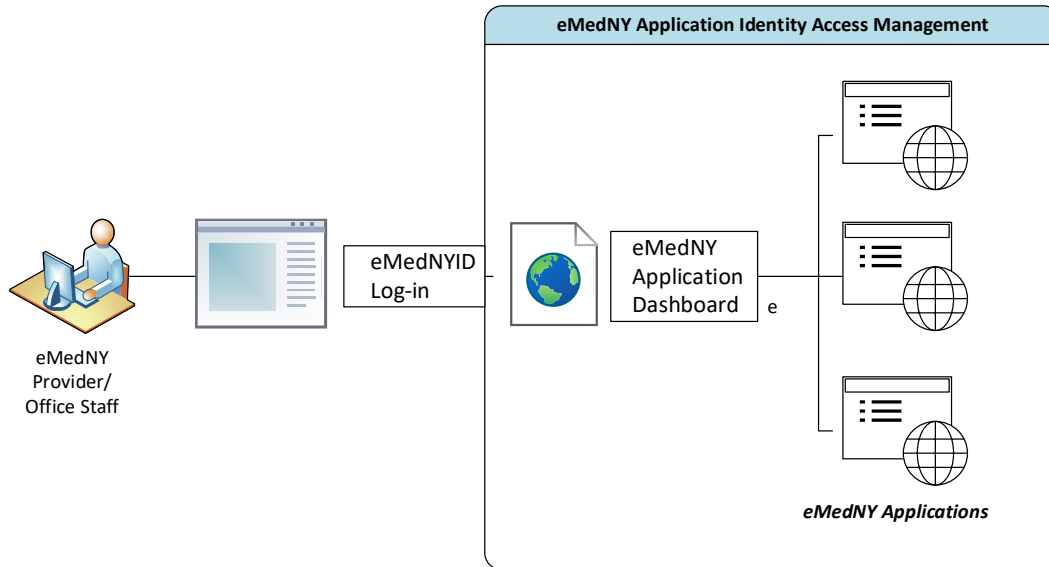 eMedNY Application Identity Access Management
eMedNYID
Log-in
eMedNY
Application
Dashboard
e
eMedNY
Provider/
Office Staff
eMedNY Applications